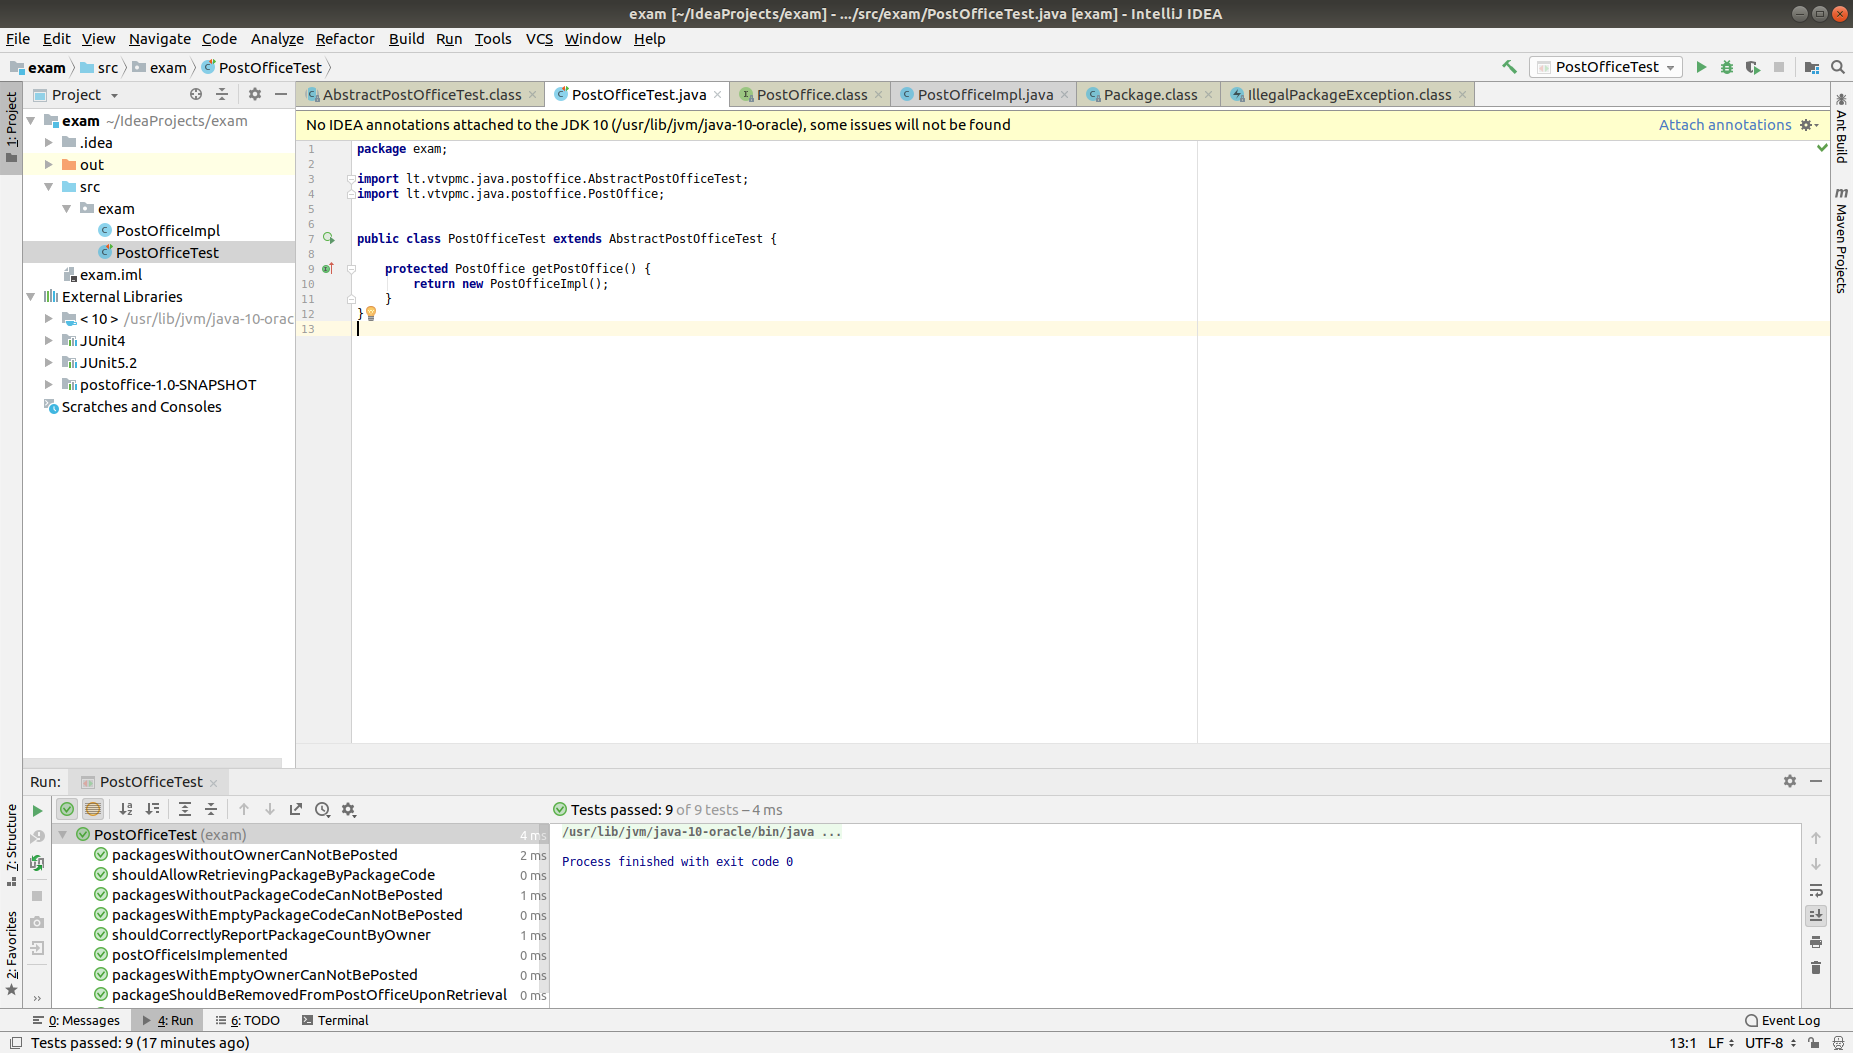 exam [~/IdeaProjects/exam] - .../src/exam/PostOfficeTest.java [exam] - IntelliJ IDEA
File Edit View Navigate Code Analyze Refactor Build Run Tools VCS Window Help
exam src exam PostOfficeTest PostOfficeTest
1: Project
Project
AbstractPostOfficeTest.class PostOfficeTest.java PostOffice.class PostOfficeImpl.java Package.class IllegalPackageException.class
exam ~/IdeaProjects/exam
.idea
out
src
exam
PostOfficeImpl
PostOfficeTest
exam.iml
External Libraries
< 10 > /usr/lib/jvm/java-10-orac
JUnit4
JUnit5.2
postoffice-1.0-SNAPSHOT
Scratches and Consoles
No IDEA annotations attached to the JDK 10 (/usr/lib/jvm/java-10-oracle), some issues will not be found Attach annotations
1 package exam;
2
3 import lt.vtvpmc.java.postoffice.AbstractPostOfficeTest;
4 import lt.vtvpmc.java.postoffice.PostOffice;
5
6
7 public class PostOfficeTest extends AbstractPostOfficeTest {
8
9 protected PostOffice getPostOffice() {
10 return new PostOfficeImpl();
11 }
12 }
13
Ant Build
m Maven Projects
Run: PostOfficeTest
7: Structure
2: Favorites
Tests passed: 9 of 9 tests – 4 ms
PostOfficeTest (exam) 4 ms
packagesWithoutOwnerCanNotBePosted 2 ms
shouldAllowRetrievingPackageByPackageCode 0 ms
packagesWithoutPackageCodeCanNotBePosted 1 ms
packagesWithEmptyPackageCodeCanNotBePosted 0 ms
shouldCorrectlyReportPackageCountByOwner 1 ms
postOfficeIsImplemented 0 ms
packagesWithEmptyOwnerCanNotBePosted 0 ms
packageShouldBeRemovedFromPostOfficeUponRetrieval 0 ms
/usr/lib/jvm/java-10-oracle/bin/java ...
Process finished with exit code 0
0: Messages 4: Run 6: TODO Terminal Event Log
Tests passed: 9 (17 minutes ago) 13:1 LF UTF-8